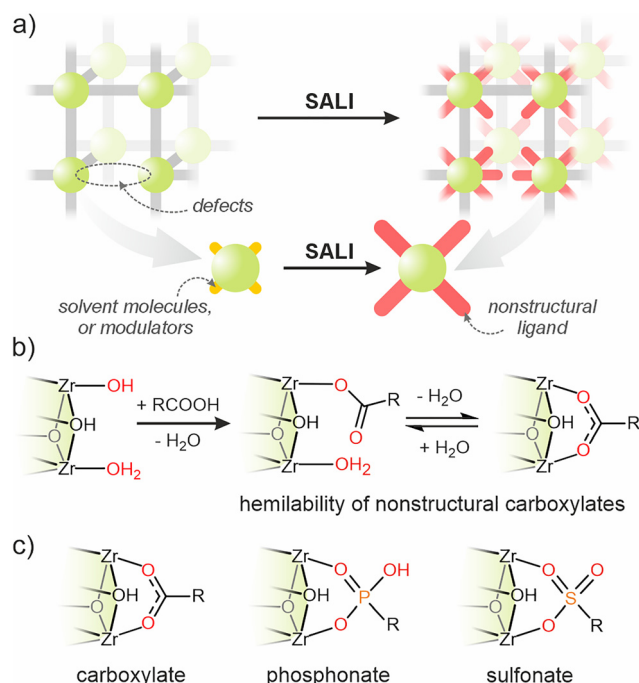 a)
SALI
defects
SALI
solvent molecules,
or modulators
nonstructural
ligand
b)
Zr OH
OH
O
Zr OH2
+ RCOOH
- H2O
Zr O R
OH
O O
Zr OH2
- H2O
+ H2O
Zr O
OH R
O
Zr O
hemilability of nonstructural carboxylates
c)
Zr O
OH R
O
Zr O
carboxylate
Zr O OH
OH P
O
Zr O R
phosphonate
Zr O O
OH S
O
Zr O R
sulfonate